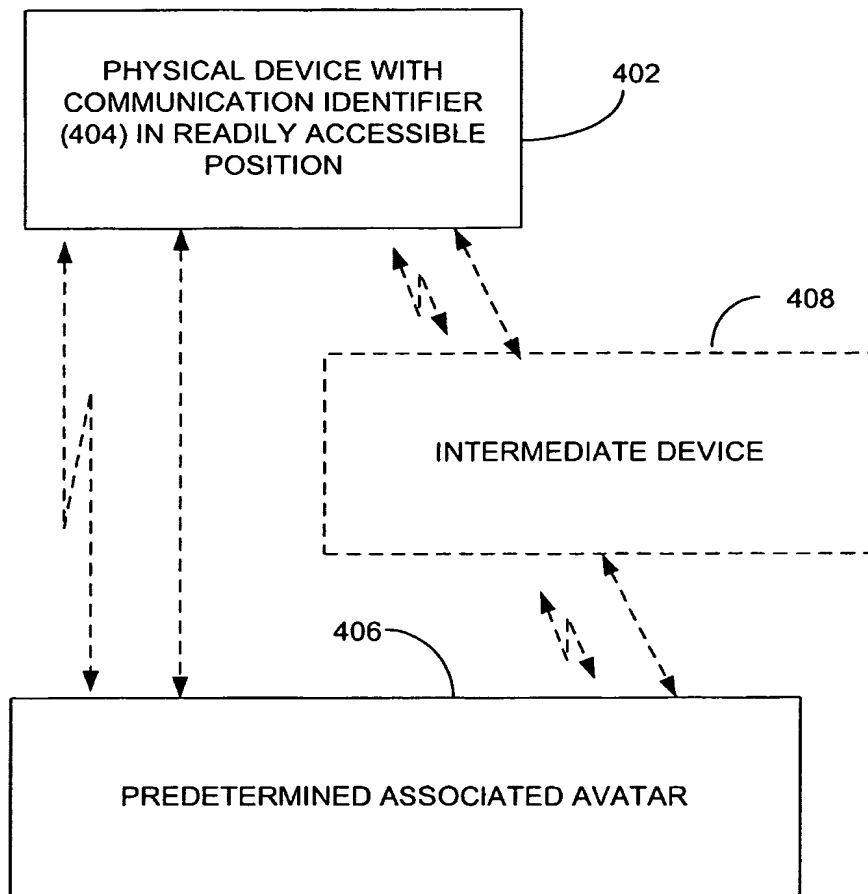 PHYSICAL DEVICE WITH
COMMUNICATION IDENTIFIER
(404) IN READILY ACCESSIBLE
POSITION
402
408
INTERMEDIATE DEVICE
406
PREDETERMINED ASSOCIATED AVATAR